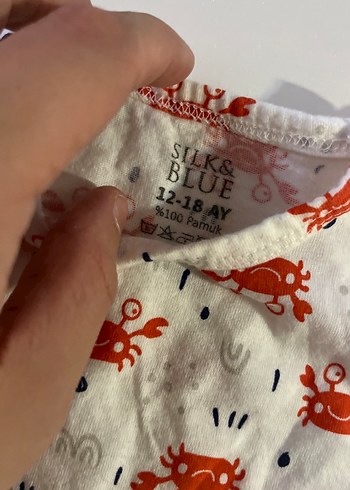 SILK&
BLUE
12-18 AY
%100 Pamuk